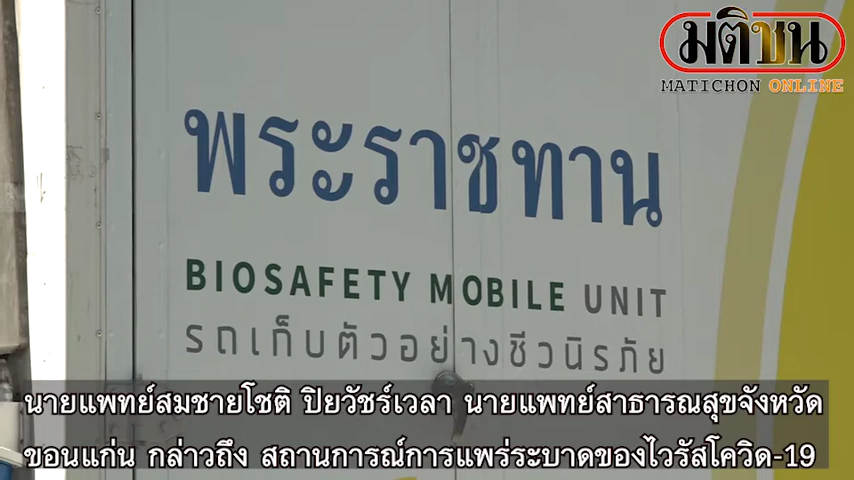 มติชน
MATICHON ONLINE
พระราชทาน
BIOSAFETY MOBILE UNIT
รถเก็บตัวอย่างชีวนิรภัย
นายแพทย์สมชายโชติ ปิยวัชร์เวลา นายแพทย์สาธารณสุขจังหวัด
ขอนแก่น กล่าวถึง สถานการณ์การแพร่ระบาดของไวรัสโควิด-19